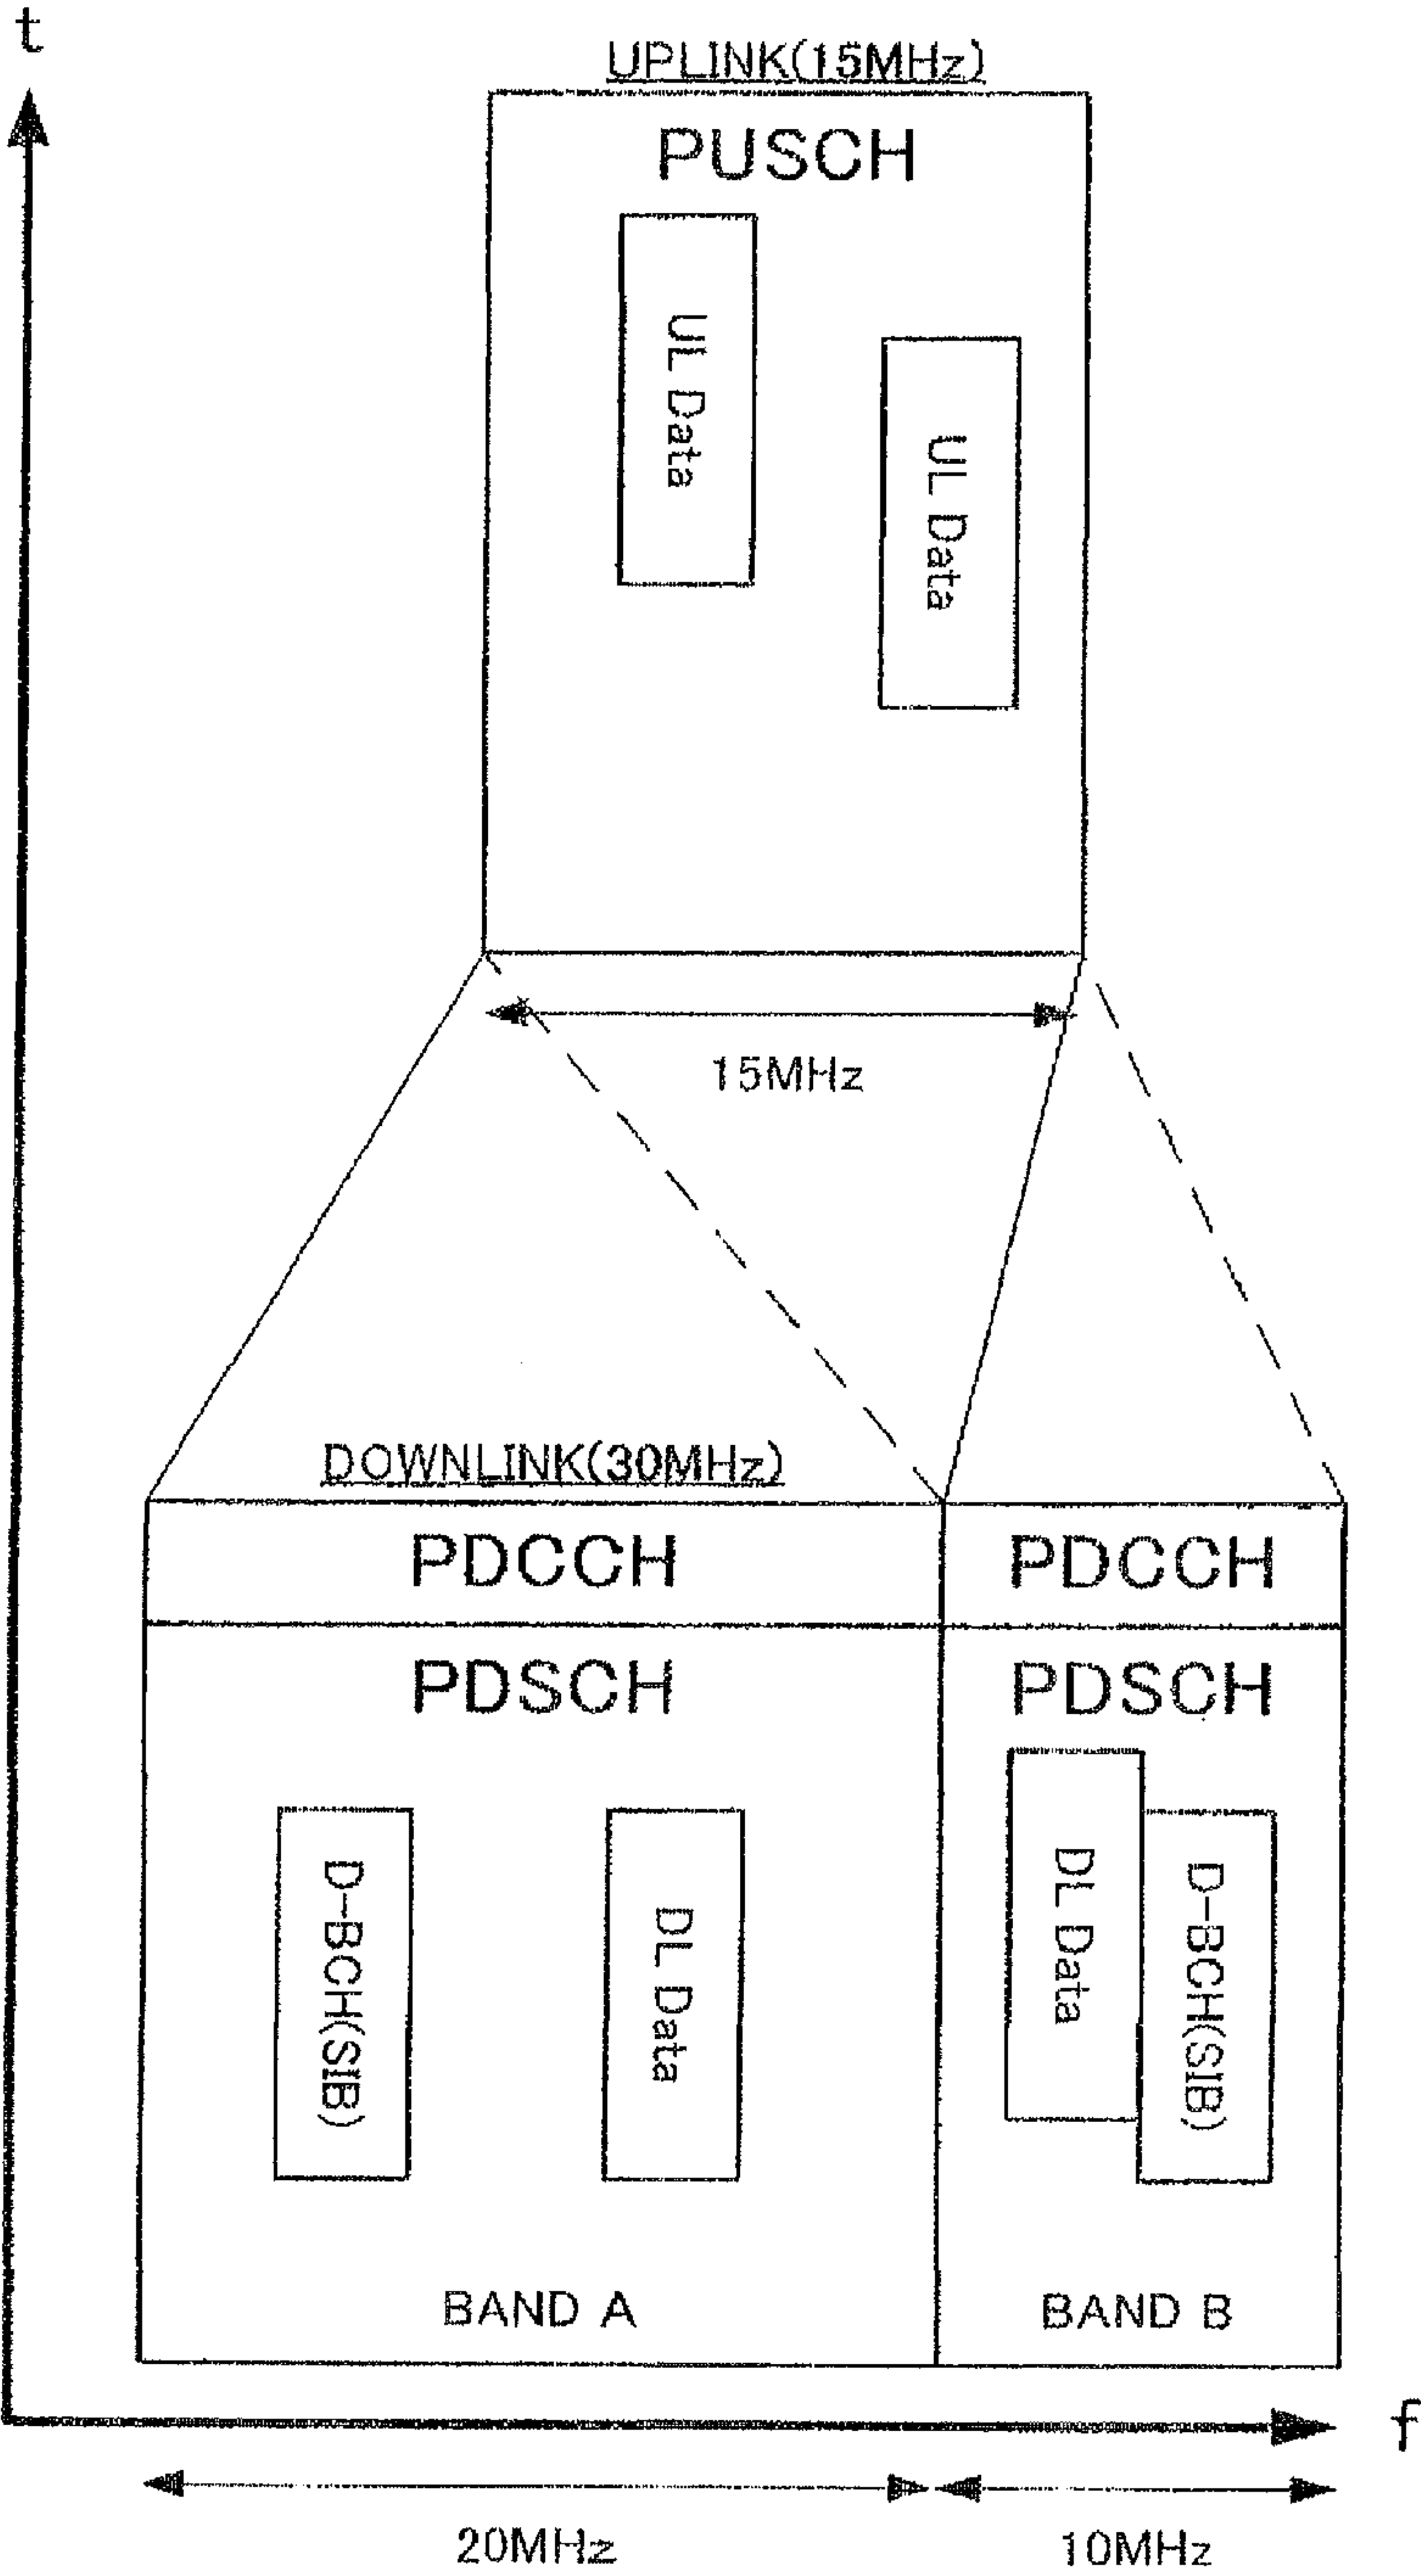 t
UPLINK(15MHz)
PUSCH
UL Data
UL Data
15MHz
DOWNLINK(30MHz)
PDCCH
PDCCH
PDSCH
PDSCH
D-BCH(SIB)
DL Data
DL Data
D-BCH(SIB)
BAND A
BAND B
f
20MHz
10MHz